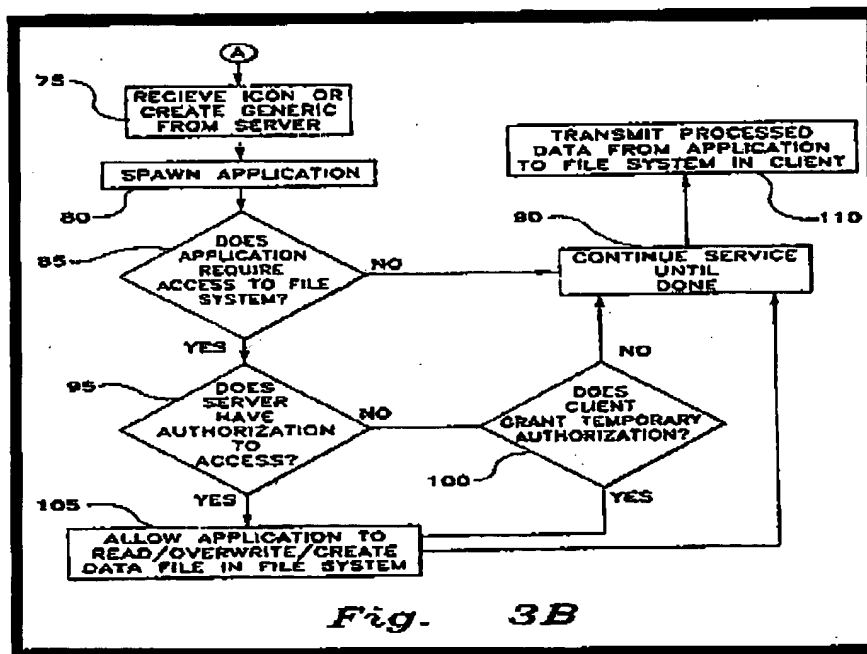 A
75
RECIEVE ICON OR
CREATE GENERIC
FROM SERVER
SPAWN APPLICATION
80
85
DOES
APPLICATION
REQUIRE
ACCESS TO FILE
SYSTEM?
NO
YES
95
DOES
SERVER
HAVE
AUTHORIZATION
TO
ACCESS?
NO
YES
105
ALLOW APPLICATION TO
READ/OVERWRITE/CREATE
DATA FILE IN FILE SYSTEM
TRANSMIT PROCESSED
DATA FROM APPLICATION
TO FILE SYSTEM IN CLIENT
110
90
CONTINUE SERVICE
UNTIL
DONE
NO
DOES
CLIENT
GRANT TEMPORARY
AUTHORIZATION?
100
YES
Fig. 3B